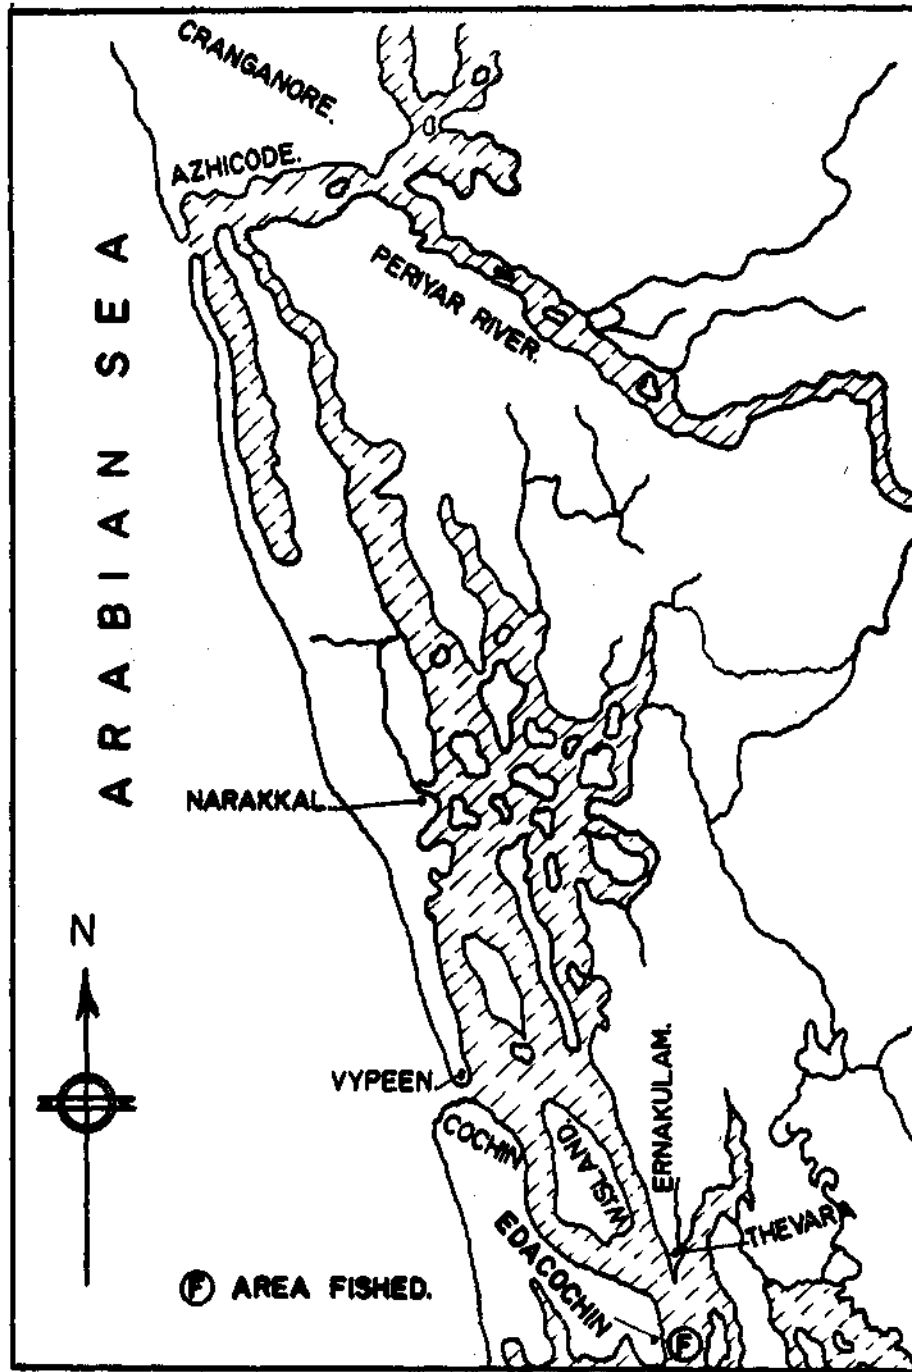 CRANGANORE.
AZHICODE.
ARABIAN SEA
PERIYAR RIVER.
NARAKKAL.
N
VYPEEN.
COCHIN
W.ISLAND.
ERNAKULAM.
THEVARA
EDACOCHIN
F AREA FISHED.
F